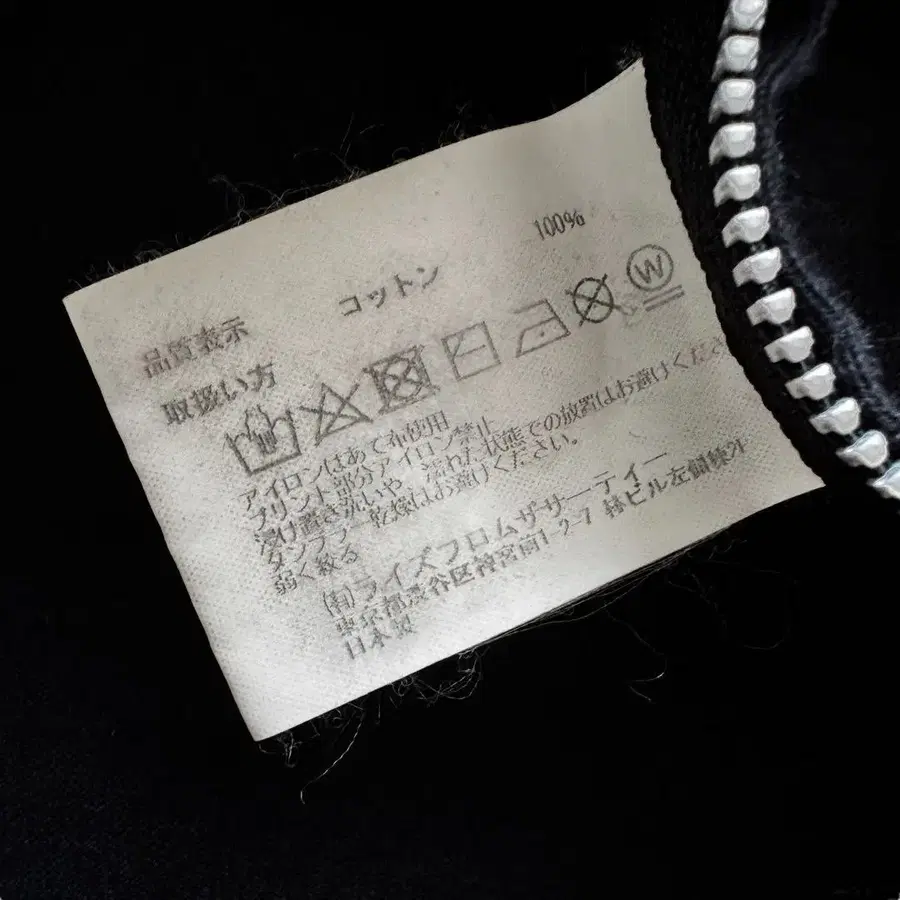 品質表示
コットン 100%
取扱い方
W
アイロンはあて布使用
プリント部分アイロン禁止
漬け置き洗いや、濡れた状態での放置はお避けくださ
タンブラー乾燥はお避けください。
弱く絞る
(有)ライズフロムザサーティー
東京都渋谷区神宮前1-2-7 ビル左側
日本製